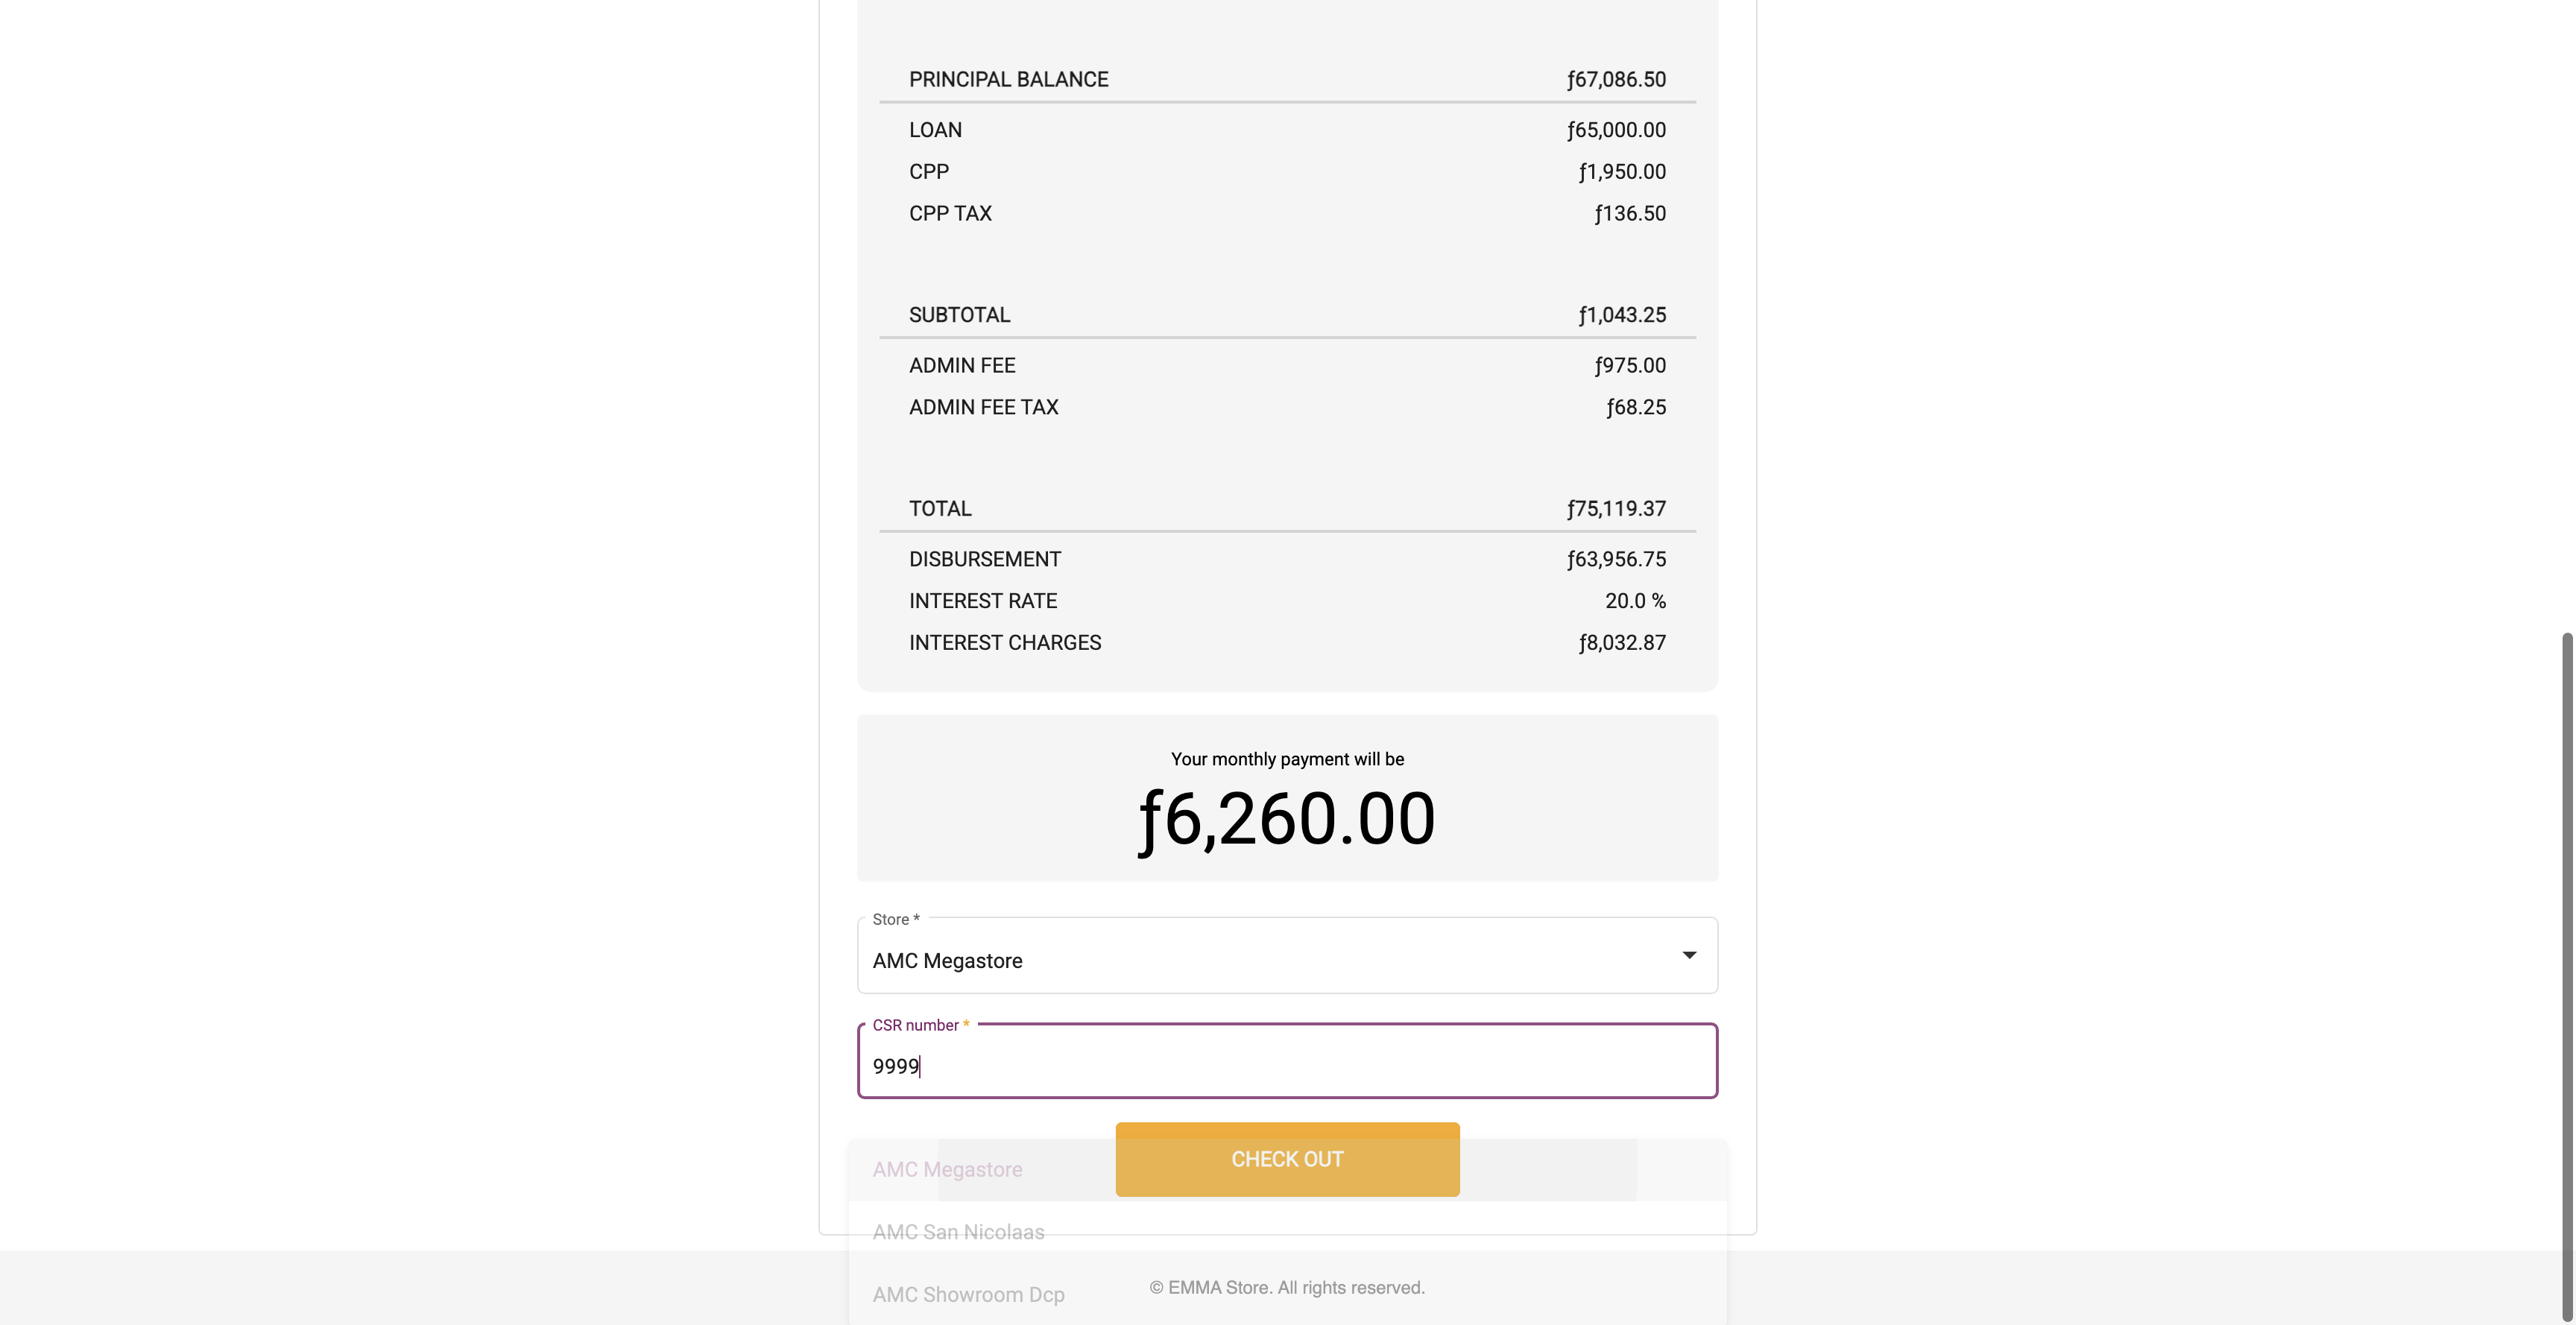 PRINCIPAL BALANCE ƒ67,086.50
LOAN ƒ65,000.00
CPP ƒ1,950.00
CPP TAX ƒ136.50
SUBTOTAL ƒ1,043.25
ADMIN FEE ƒ975.00
ADMIN FEE TAX ƒ68.25
TOTAL ƒ75,119.37
DISBURSEMENT ƒ63,956.75
INTEREST RATE 20.0 %
INTEREST CHARGES ƒ8,032.87
Your monthly payment will be
ƒ6,260.00
Store *
AMC Megastore
CSR number *
9999
CHECK OUT
AMC Megastore
AMC San Nicolaas
© EMMA Store. All rights reserved.
AMC Showroom Dcp